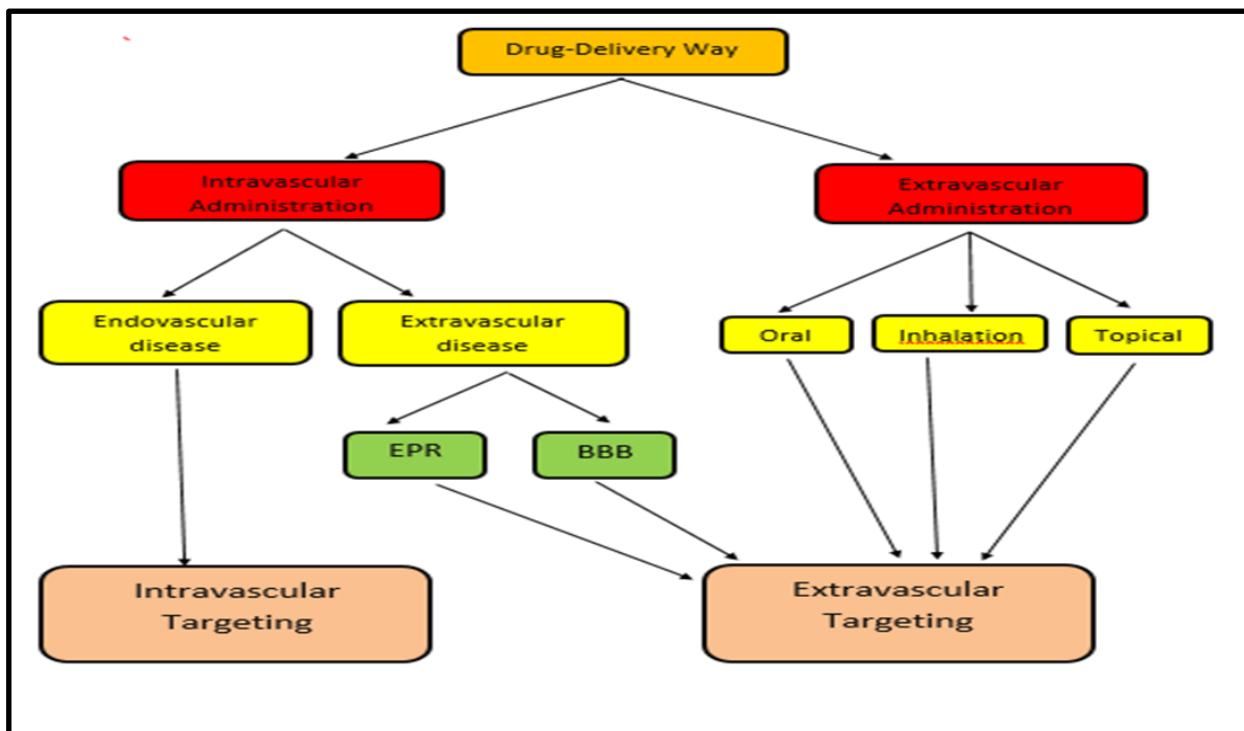 Drug-Delivery Way
Intravascular
Administration
Extravascular
Administration
Endovascular
disease
Extravascular
disease
Oral
Inhalation
Topical
EPR
BBB
Intravascular
Targeting
Extravascular
Targeting